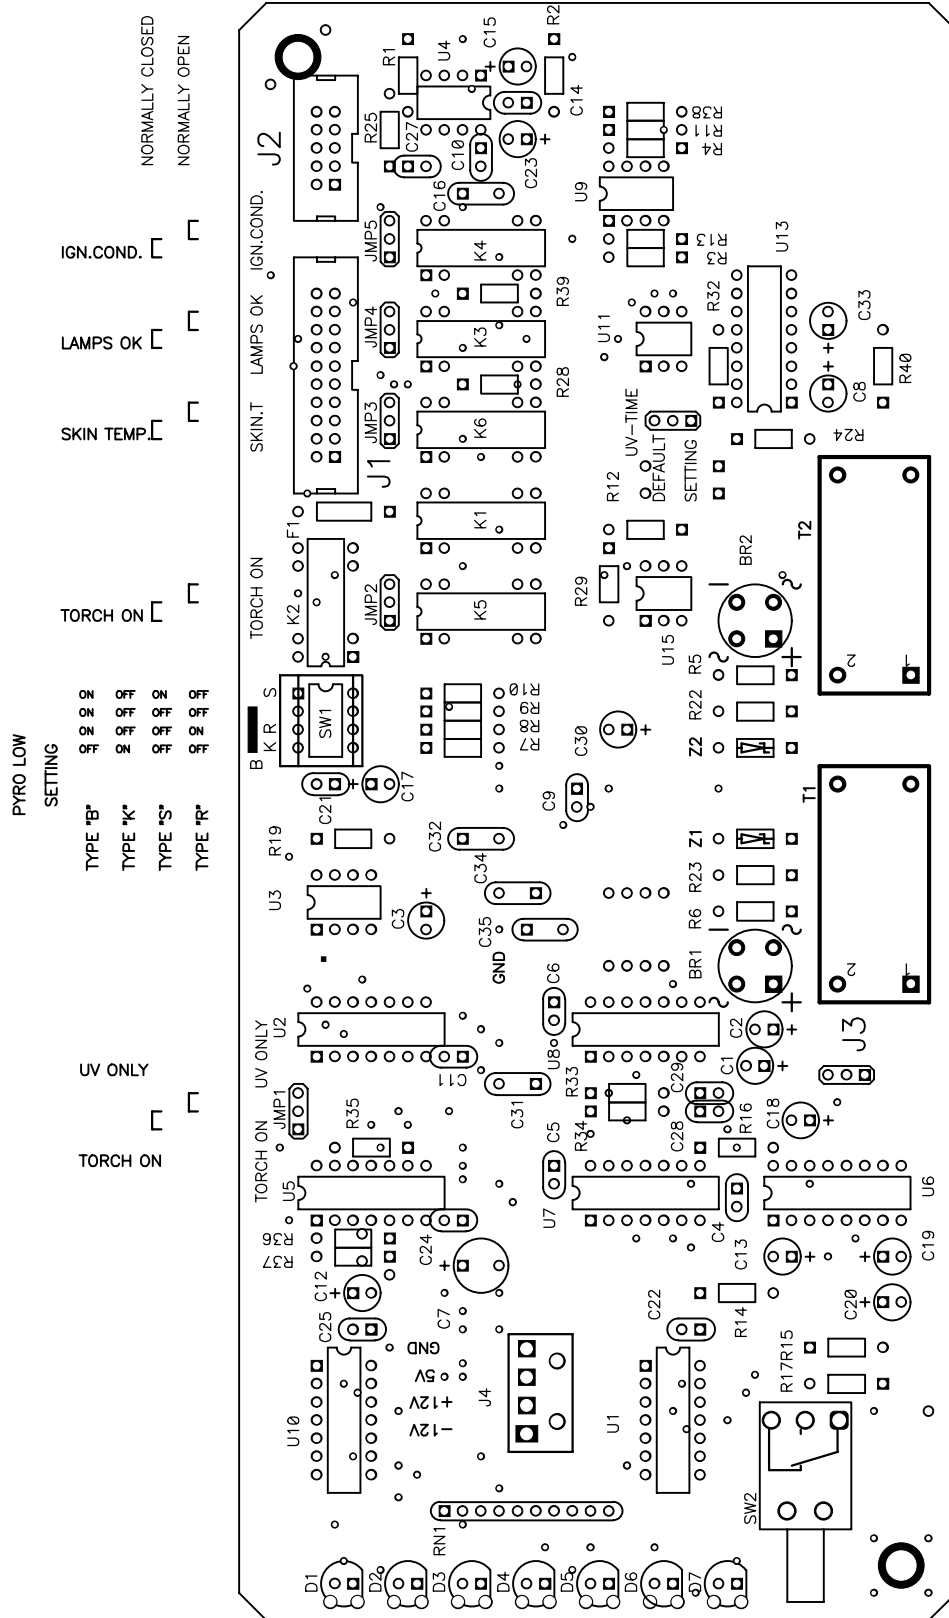 NORMALLY CLOSED
NORMALLY OPEN
IGN.COND.
LAMPS OK
SKIN TEMP.
TORCH ON
ON OFF ON OFF
ON OFF OFF OFF
ON OFF OFF ON
OFF ON OFF OFF
PYRO LOW
SETTING
TYPE "B"
TYPE "K"
TYPE "S"
TYPE "R"
UV ONLY
TORCH ON
R1
U4
C15
R2
J2
R25
C27
C10
C23
C14
C16
R38
R11
R4
U9
R13
R3
U13
IGN.COND.
JMP5
K4
R39
LAMPS OK
JMP4
K3
R28
U11
R32
C33
C8
R40
SKIN.T
JMP3
K6
J1
UV-TIME
DEFAULT
SETTING
R24
R12
F1
K1
TORCH ON
K2
JMP2
K5
R29
U15
BR2
T2
2
1
R5
S
R
K
B
SW1
R10
R9
R8
R7
C30
R22
Z2
C21
C17
C9
T1
2
1
R19
C32
C34
Z1
R23
R6
U3
C3
C35
GND
BR1
C6
U2
UV ONLY
C11
C31
U8
C2
C1
J3
JMP1
R35
R33
R34
C29
C28
R16
C18
TORCH ON
U5
C5
U7
C4
U6
R36
R37
C24
C12
C7
C13
C19
C25
C22
R14
C20
GND
5V
+12V
-12V
J4
U10
U1
R17
R15
SW2
RN1
D1
D2
D3
D4
D5
D6
D7